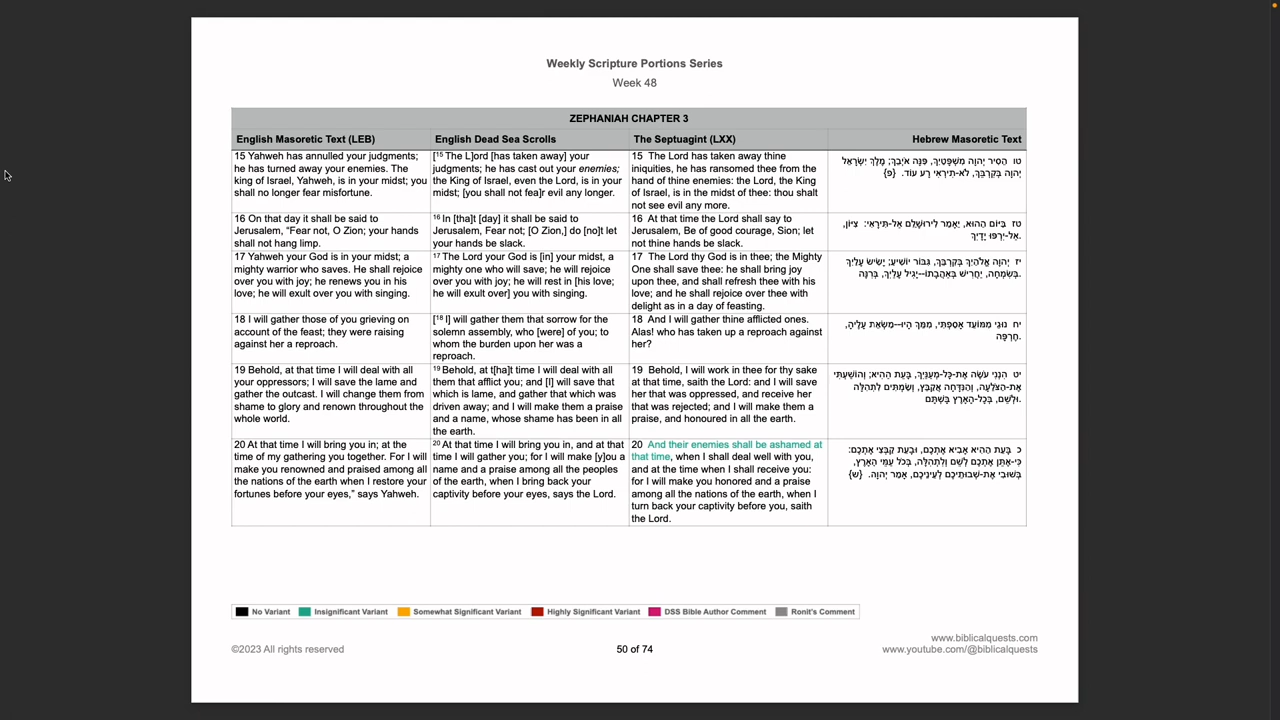 Weekly Scripture Portions Series
Week 48
ZEPHANIAH CHAPTER 3
English Masoretic Text (LEB)
English Dead Sea Scrolls
The Septuagint (LXX)
Hebrew Masoretic Text
15 Yahweh has annulled your judgments;
he has turned away your enemies. The
king of Israel, Yahweh, is in your midst; you
shall no longer fear misfortune.
[¹⁵ The L]ord [has taken away] your
judgments; he has cast out your enemies;
the King of Israel, even the Lord, is in your
midst; [you shall not fea]r evil any longer.
15 The Lord has taken away thine
iniquities, he has ransomed thee from the
hand of thine enemies: the Lord, the King
of Israel, is in the midst of thee: thou shalt
not see evil any more.
טו הֵסִיר יְהוָה מִשְׁפָּטַיִךְ, פִּנָּה אֹיְבֵךְ; מֶלֶךְ יִשְׂרָאֵל
יְהוָה בְּקִרְבֵּךְ, לֹא-תִירְאִי רָע עוֹד. {פ}
16 On that day it shall be said to
Jerusalem, “Fear not, O Zion; your hands
shall not hang limp.
¹⁶ In [tha]t [day] it shall be said to
Jerusalem, Fear not; [O Zion,] do [no]t let
your hands be slack.
16 At that time the Lord shall say to
Jerusalem, Be of good courage, Sion; let
not thine hands be slack.
טז בַּיּוֹם הַהוּא, יֵאָמֵר לִירוּשָׁלִַם אַל-תִּירָאִי: צִיּוֹן,
אַל-יִרְפּוּ יָדָיִךְ.
17 Yahweh your God is in your midst; a
mighty warrior who saves. He shall rejoice
over you with joy; he renews you in his
love; he will exult over you with singing.
¹⁷ The Lord your God is [in] your midst, a
mighty one who will save; he will rejoice
over you with joy; he will rest in [his love;
he will exult over] you with singing.
17 The Lord thy God is in thee; the Mighty
One shall save thee: he shall bring joy
upon thee, and shall refresh thee with his
love; and he shall rejoice over thee with
delight as in a day of feasting.
יז יְהוָה אֱלֹהַיִךְ בְּקִרְבֵּךְ, גִּבּוֹר יוֹשִׁיעַ; יָשִׂישׂ עָלַיִךְ
בְּשִׂמְחָה, יַחֲרִישׁ בְּאַהֲבָתוֹ--יָגִיל עָלַיִךְ, בְּרִנָּה.
18 I will gather those of you grieving on
account of the feast; they were raising
against her a reproach.
[¹⁸ I] will gather them that sorrow for the
solemn assembly, who [were] of you; to
whom the burden upon her was a
reproach.
18 And I will gather thine afflicted ones.
Alas! who has taken up a reproach against
her?
יח נוּגֵי מִמּוֹעֵד אָסַפְתִּי, מִמֵּךְ הָיוּ--מַשְׂאֵת עָלֶיהָ,
חֶרְפָּה.
19 Behold, at that time I will deal with all
your oppressors; I will save the lame and
gather the outcast. I will change them from
shame to glory and renown throughout the
whole world.
¹⁹ Behold, at t[ha]t time I will deal with all
them that afflict you; and [I] will save that
which is lame, and gather that which was
driven away; and I will make them a praise
and a name, whose shame has been in all
the earth.
19 Behold, I will work in thee for thy sake
at that time, saith the Lord: and I will save
her that was oppressed, and receive her
that was rejected; and I will make them a
praise, and honoured in all the earth.
יט הִנְנִי עֹשֶׂה אֶת-כָּל-מְעַנַּיִךְ, בָּעֵת הַהִיא; וְהוֹשַׁעְתִּי
אֶת-הַצֹּלֵעָה, וְהַנִּדָּחָה אֲקַבֵּץ, וְשַׂמְתִּים לִתְהִלָּה
וּלְשֵׁם, בְּכָל-הָאָרֶץ בָּשְׁתָּם.
20 At that time I will bring you in; at the
time of my gathering you together. For I will
make you renowned and praised among all
the nations of the earth when I restore your
fortunes before your eyes,” says Yahweh.
²⁰ At that time I will bring you in, and at that
time I will gather you; for I will make [y]ou a
name and a praise among all the peoples
of the earth, when I bring back your
captivity before your eyes, says the Lord.
20 And their enemies shall be ashamed at
that time, when I shall deal well with you,
and at the time when I shall receive you:
for I will make you honored and a praise
among all the nations of the earth, when I
turn back your captivity before you, saith
the Lord.
כ בָּעֵת הַהִיא אָבִיא אֶתְכֶם, וּבָעֵת קַבְּצִי אֶתְכֶם:
כִּי-אֶתֵּן אֶתְכֶם לְשֵׁם וְלִתְהִלָּה, בְּכֹל עַמֵּי הָאָרֶץ,
בְּשׁוּבִי אֶת-שְׁבוּתֵיכֶם לְעֵינֵיכֶם, אָמַר יְהוָה. {ש}
No Variant
Insignificant Variant
Somewhat Significant Variant
Highly Significant Variant
DSS Bible Author Comment
Ronit's Comment
www.biblicalquests.com
©2023 All rights reserved
50 of 74
www.youtube.com/@biblicalquests